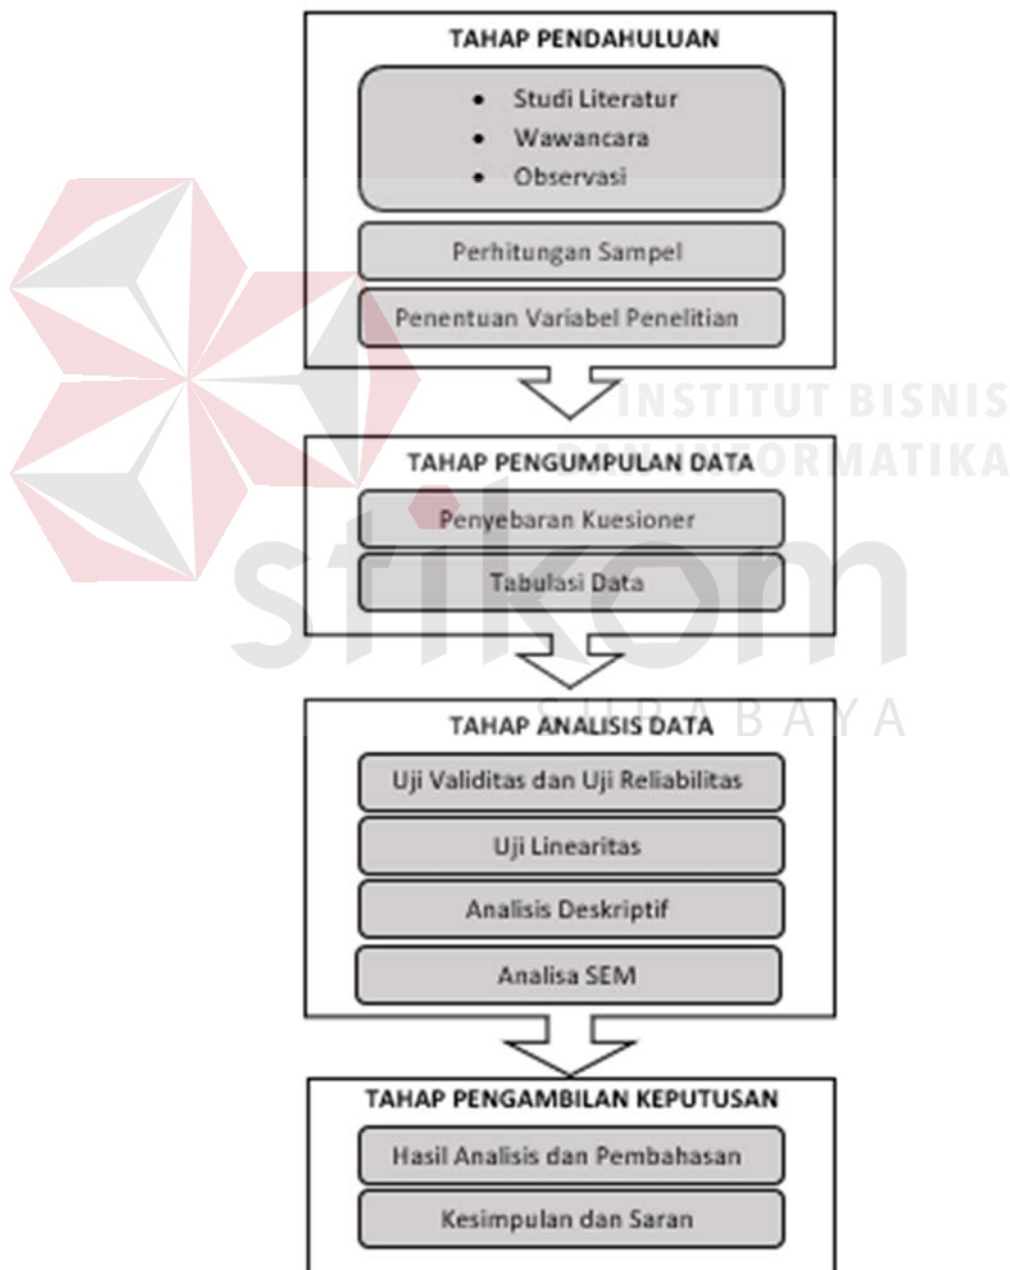 TAHAP PENDAHULUAN
• Studi Literatur
• Wawancara
• Observasi
Perhitungan Sampel
Penentuan Variabel Penelitian
INSTITUT BISNIS
DAN INFORMATIKA
TAHAP PENGUMPULAN DATA
Penyebaran Kuesioner
stikom
Tabulasi Data
SURABAYA
TAHAP ANALISIS DATA
Uji Validitas dan Uji Reliabilitas
Uji Linearitas
Analisis Deskriptif
Analisa SEM
TAHAP PENGAMBILAN KEPUTUSAN
Hasil Analisis dan Pembahasan
Kesimpulan dan Saran